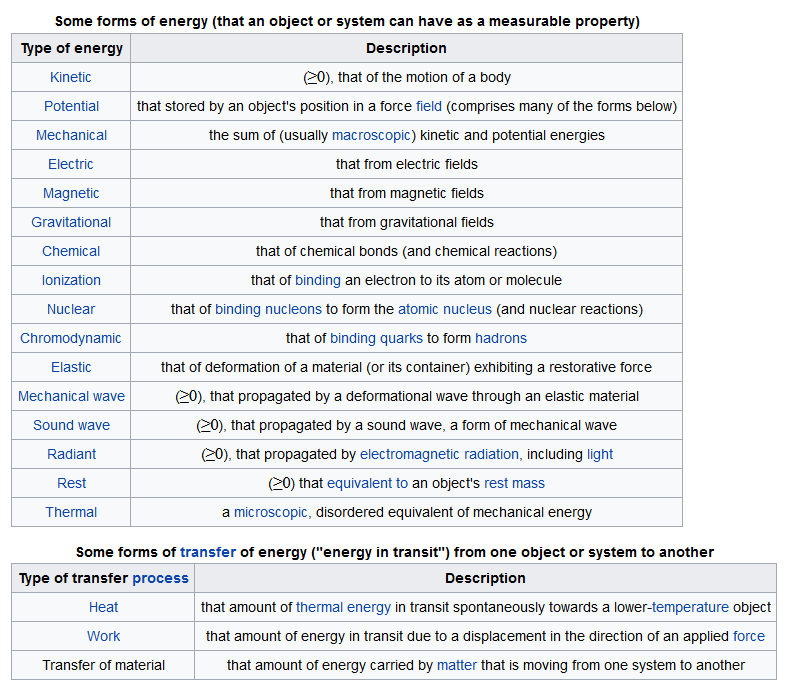 Some forms of energy (that an object or system can have as a measurable property)
Type of energy Description
Kinetic (≥0), that of the motion of a body
Potential that stored by an object's position in a force field (comprises many of the forms below)
Mechanical the sum of (usually macroscopic) kinetic and potential energies
Electric that from electric fields
Magnetic that from magnetic fields
Gravitational that from gravitational fields
Chemical that of chemical bonds (and chemical reactions)
Ionization that of binding an electron to its atom or molecule
Nuclear that of binding nucleons to form the atomic nucleus (and nuclear reactions)
Chromodynamic that of binding quarks to form hadrons
Elastic that of deformation of a material (or its container) exhibiting a restorative force
Mechanical wave (≥0), that propagated by a deformational wave through an elastic material
Sound wave (≥0), that propagated by a sound wave, a form of mechanical wave
Radiant (≥0), that propagated by electromagnetic radiation, including light
Rest (≥0) that equivalent to an object's rest mass
Thermal a microscopic, disordered equivalent of mechanical energy
Some forms of transfer of energy ("energy in transit") from one object or system to another
Type of transfer process Description
Heat that amount of thermal energy in transit spontaneously towards a lower-temperature object
Work that amount of energy in transit due to a displacement in the direction of an applied force
Transfer of material that amount of energy carried by matter that is moving from one system to another